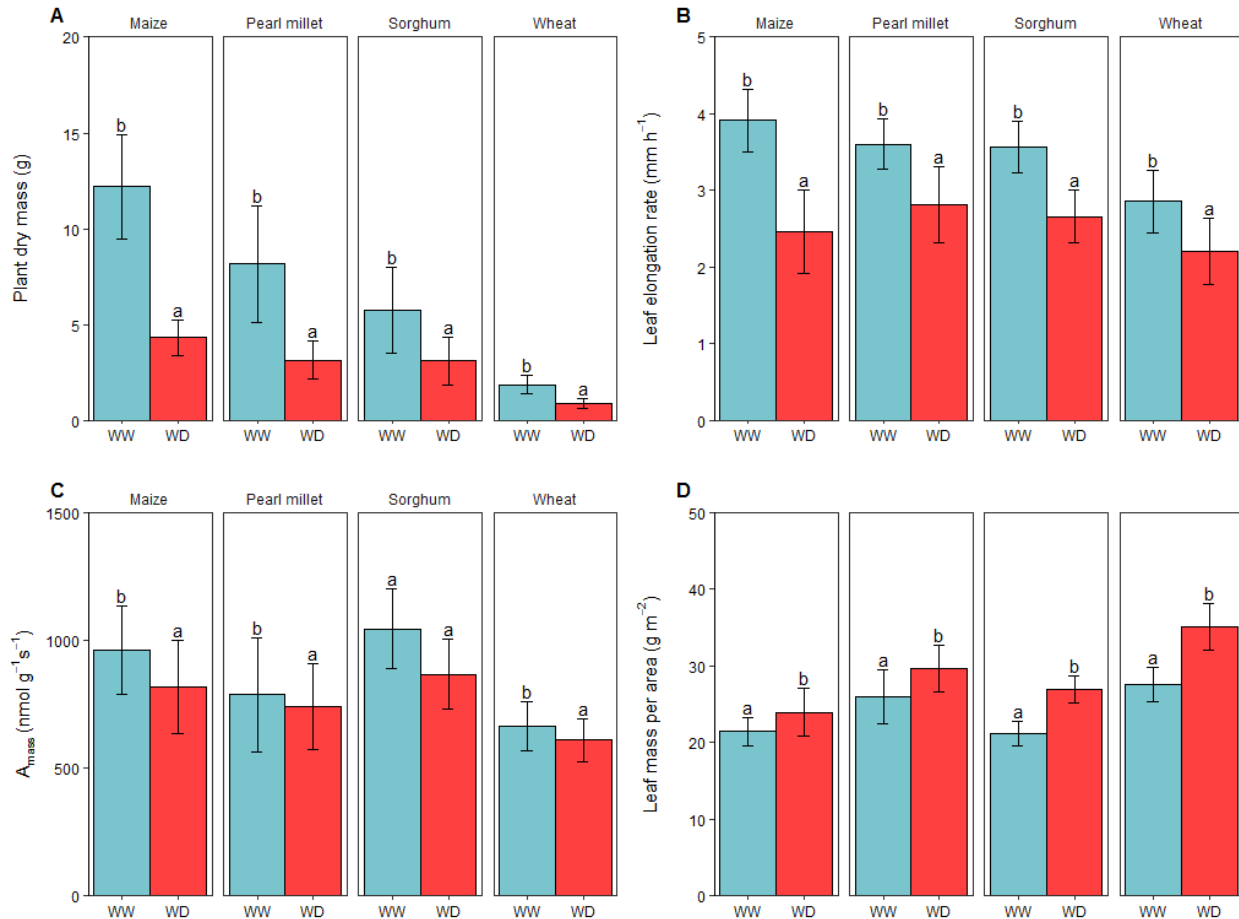 A
Maize Pearl millet Sorghum Wheat
Plant dry mass (g)
20
15
10
5
0
b a b a b a b a
WW WD WW WD WW WD WW WD
B
Maize Pearl millet Sorghum Wheat
Leaf elongation rate (mm h⁻¹)
5
4
3
2
1
0
b a b a b a b a
WW WD WW WD WW WD WW WD
C
Maize Pearl millet Sorghum Wheat
Amass (nmol g⁻¹s⁻¹)
1500
1000
500
0
b a b a a a b a
WW WD WW WD WW WD WW WD
D
Leaf mass per area (g m⁻²)
50
40
30
20
10
0
a b a b a b a b
WW WD WW WD WW WD WW WD